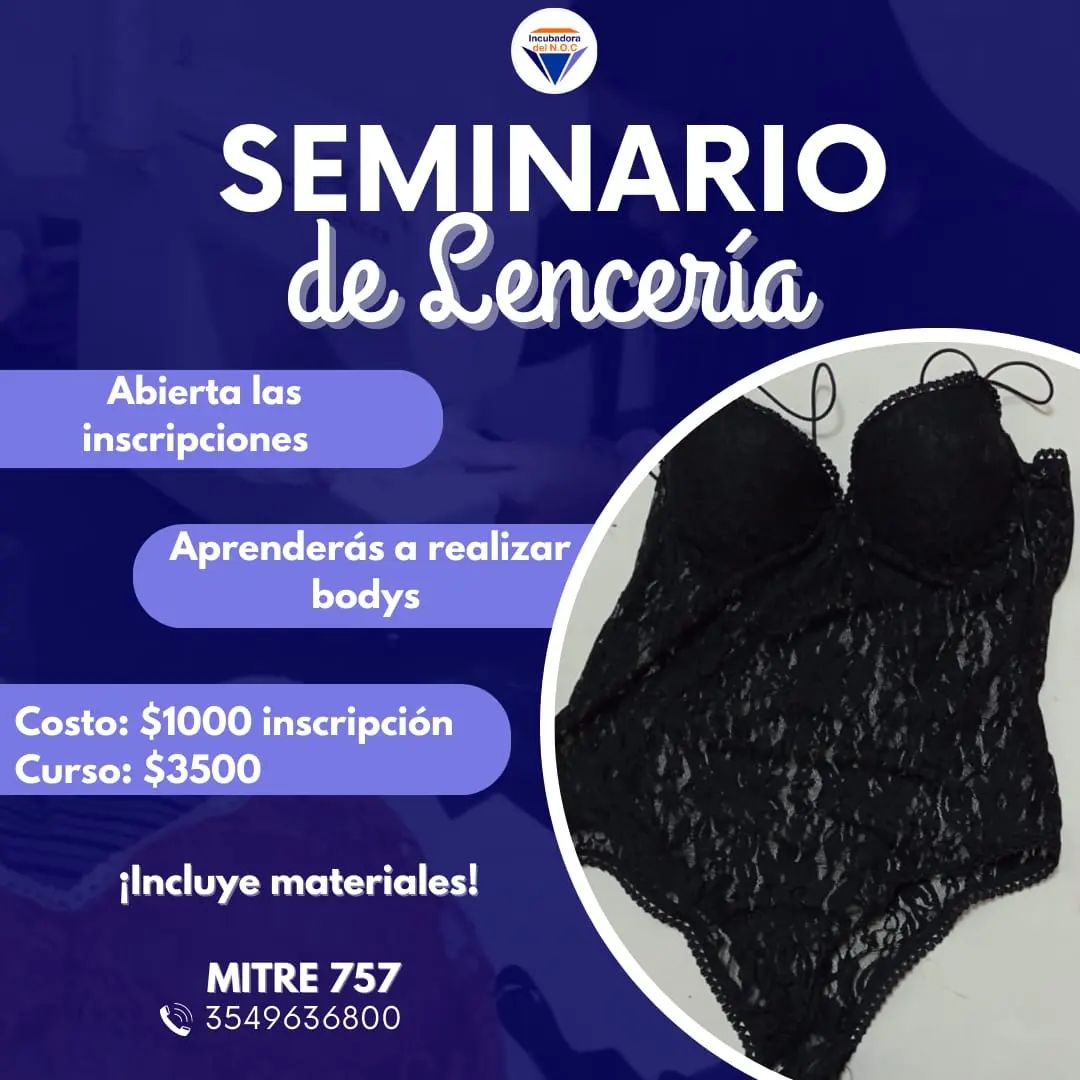 Incubadora
del N.O.C
SEMINARIO
de Lencería
Abierta las
inscripciones
Aprenderás a realizar
bodys
Costo: $1000 inscripción
Curso: $3500
¡Incluye materiales!
MITRE 757
3549636800